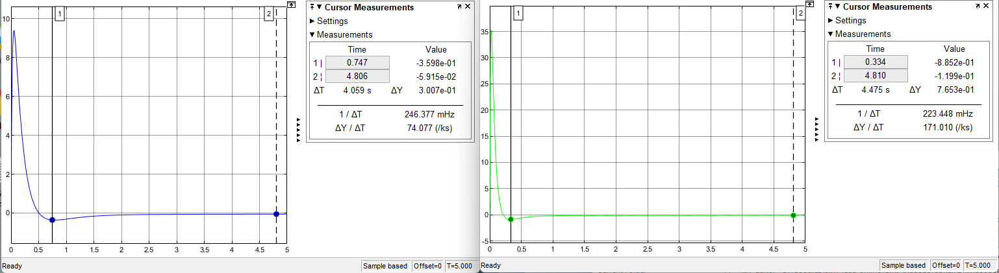 1
2
10
8
6
4
2
0
0 0.5 1 1.5 2 2.5 3 3.5 4 4.5 5
Cursor Measurements
Settings
Measurements
Time Value
1 | 0.747 -3.598e-01
2 ¦ 4.806 -5.915e-02
ΔT 4.059 s ΔY 3.007e-01
1 / ΔT 246.377 mHz
ΔY / ΔT 74.077 (/ks)
Ready Sample based Offset=0 T=5.000
1
2
35
30
25
20
15
10
5
0
-5
0 0.5 1 1.5 2 2.5 3 3.5 4 4.5 5
Cursor Measurements
Settings
Measurements
Time Value
1 | 0.334 -8.852e-01
2 ¦ 4.810 -1.199e-01
ΔT 4.475 s ΔY 7.653e-01
1 / ΔT 223.448 mHz
ΔY / ΔT 171.010 (/ks)
Ready Sample based Offset=0 T=5.000